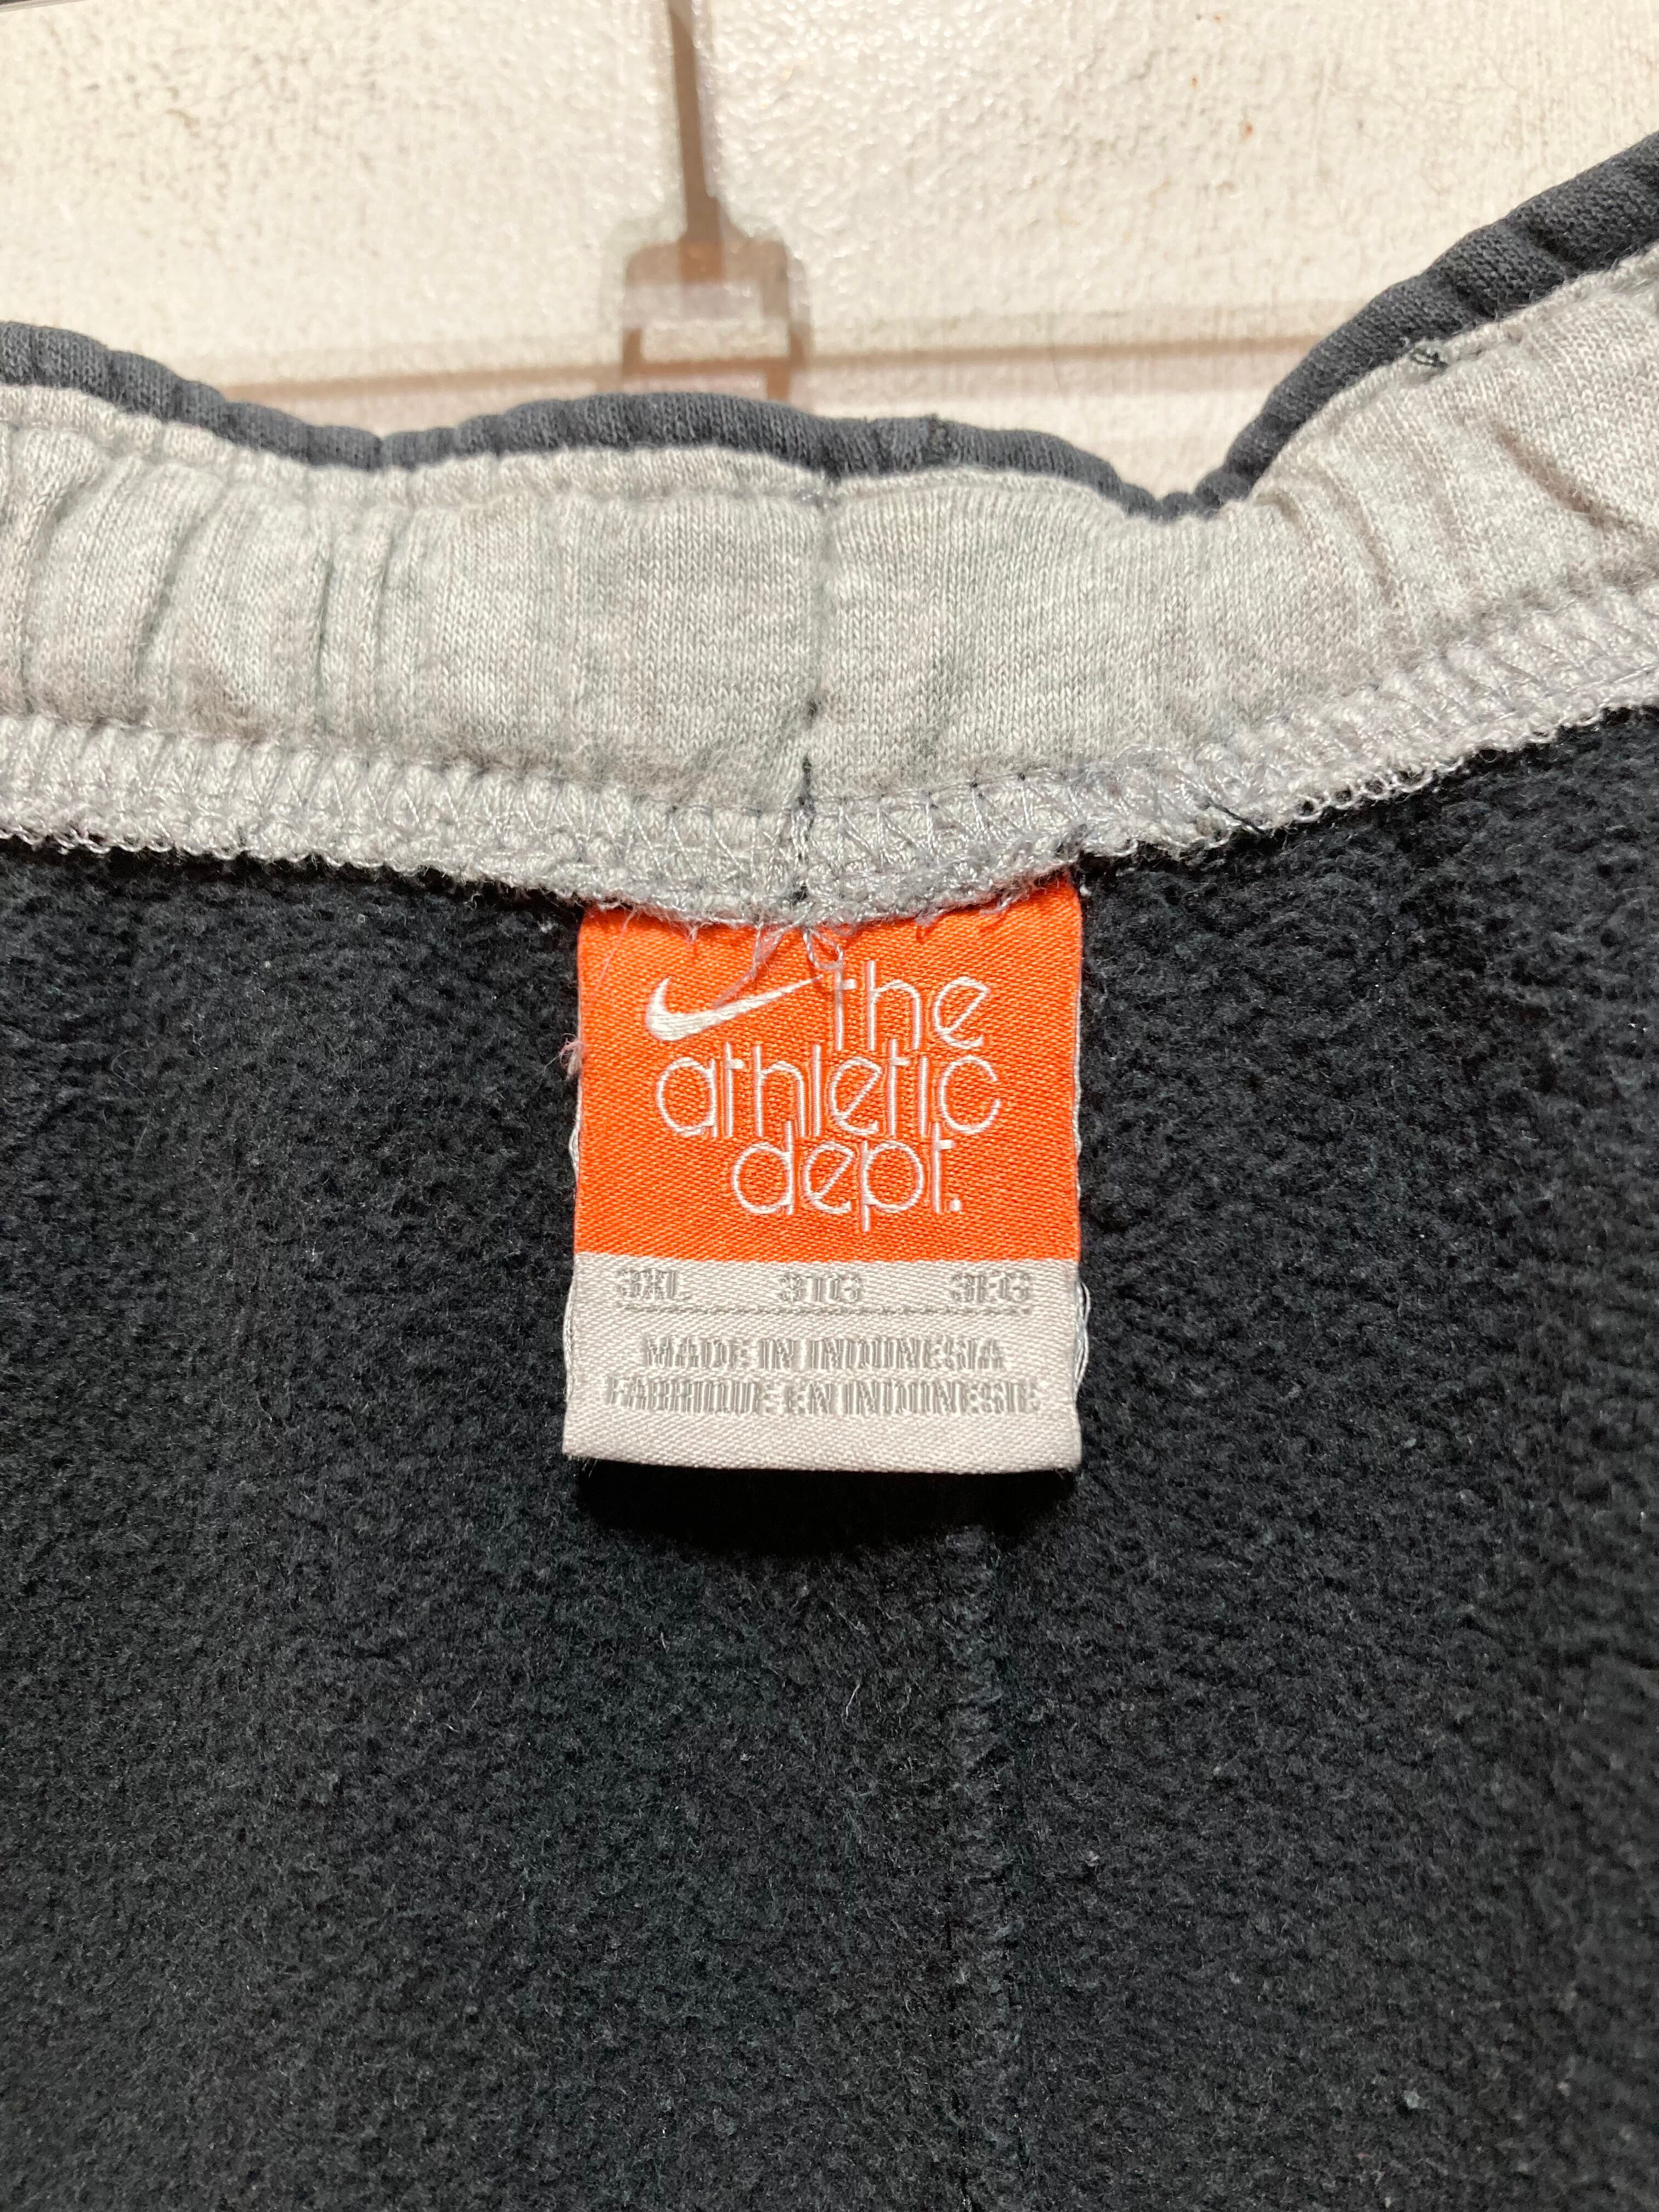 the
athletic
dept.
3XL 3TG 3EG
MADE IN INDONESIA
FABRIQUE EN INDONESIE